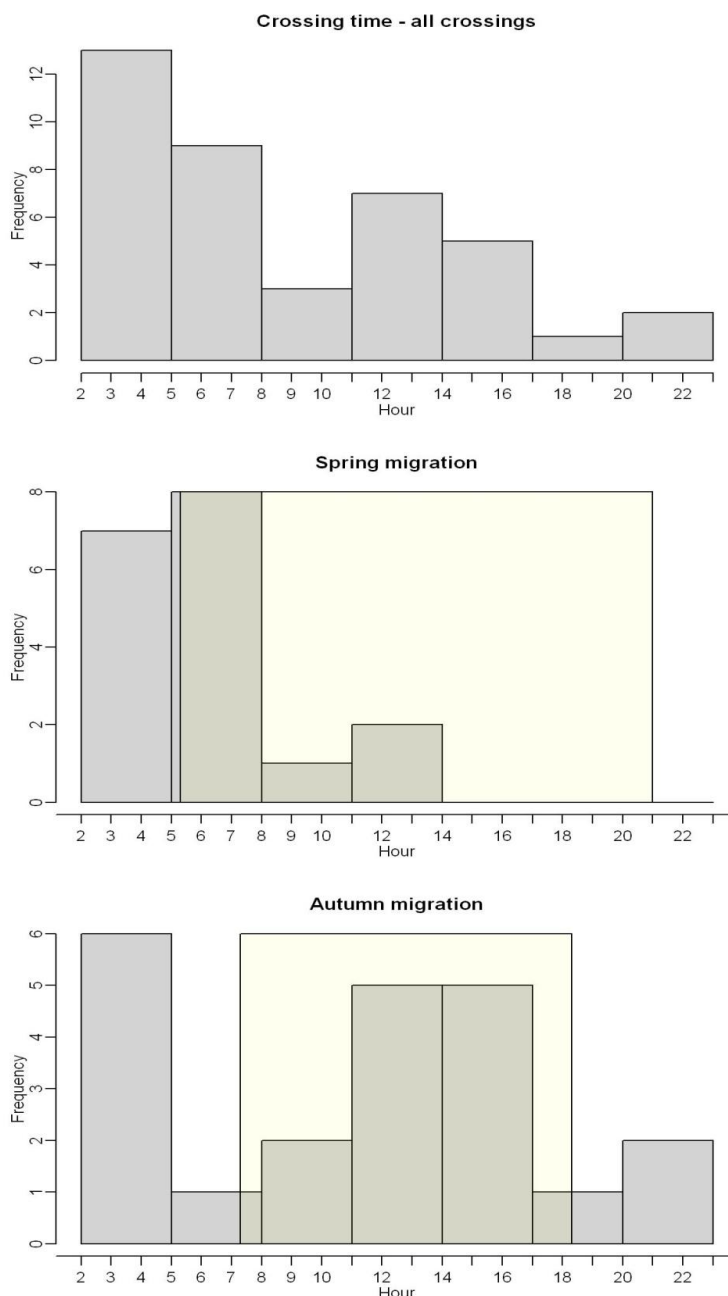 Crossing time - all crossings
Frequency
0 2 4 6 8 10 12
2 3 4 5 6 7 8 9 10 12 14 16 18 20 22
Hour
Spring migration
Frequency
0 2 4 6 8
2 3 4 5 6 7 8 9 10 12 14 16 18 20 22
Hour
Autumn migration
Frequency
0 1 2 3 4 5 6
2 3 4 5 6 7 8 9 10 12 14 16 18 20 22
Hour